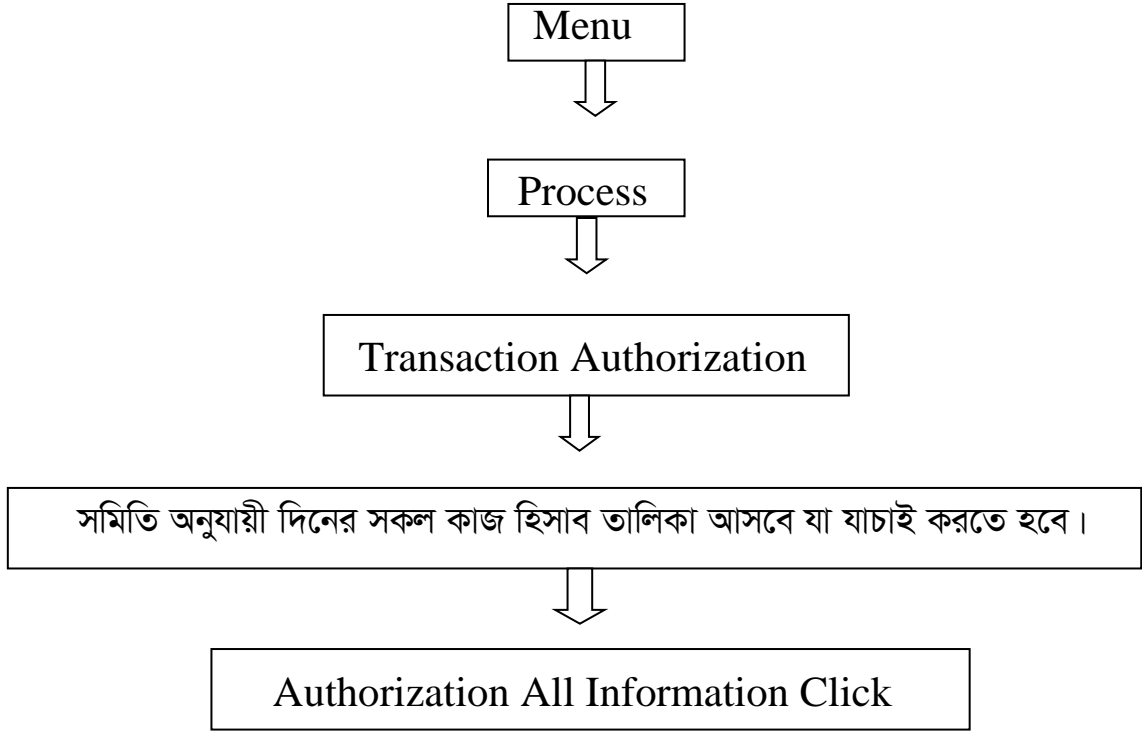 Menu
Process
Transaction Authorization
সমিতি অনুযায়ী দিনের সকল কাজ হিসাব তালিকা আসবে যা যাচাই করতে হবে।
Authorization All Information Click